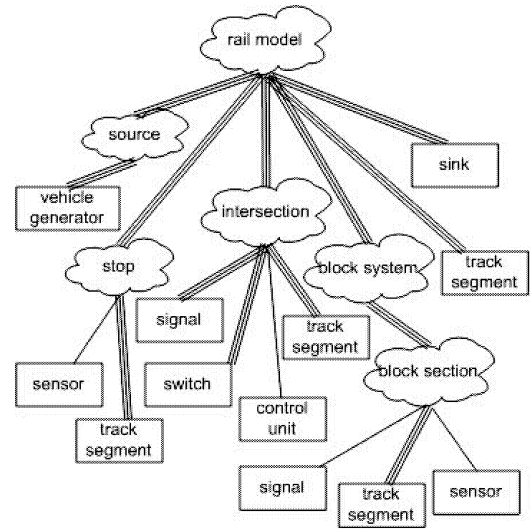 rail model
source
sink
vehicle
generator
intersection
stop
block system
track
segment
signal
track
segment
sensor
switch
block section
control
unit
track
segment
signal
track
segment
sensor